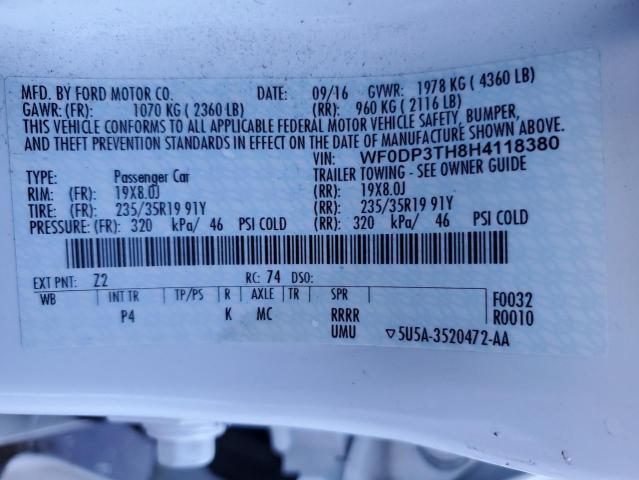 MFD. BY FORD MOTOR CO. DATE: 09/16 GVWR: 1978 KG ( 4360 LB)
GAWR: (FR): 1070 KG ( 2360 LB) (RR): 960 KG ( 2116 LB)
THIS VEHICLE CONFORMS TO ALL APPLICABLE FEDERAL MOTOR VEHICLE SAFETY, BUMPER,
AND THEFT PREVENTION STANDARDS IN EFFECT ON THE DATE OF MANUFACTURE SHOWN ABOVE.
VIN: WF0DP3TH8H4118380
TYPE: Passenger Car TRAILER TOWING - SEE OWNER GUIDE
RIM: (FR): 19X8.0J (RR): 19X8.0J
TIRE: (FR): 235/35R19 91Y (RR): 235/35R19 91Y
PRESSURE: (FR): 320 kPa/ 46 PSI COLD (RR): 320 kPa/ 46 PSI COLD
EXT PNT: Z2 RC: 74 DSO:
WB INT TR TP/PS R AXLE TR SPR F0032
P4 K MC RRRR R0010
UMU ▽5U5A-3520472-AA